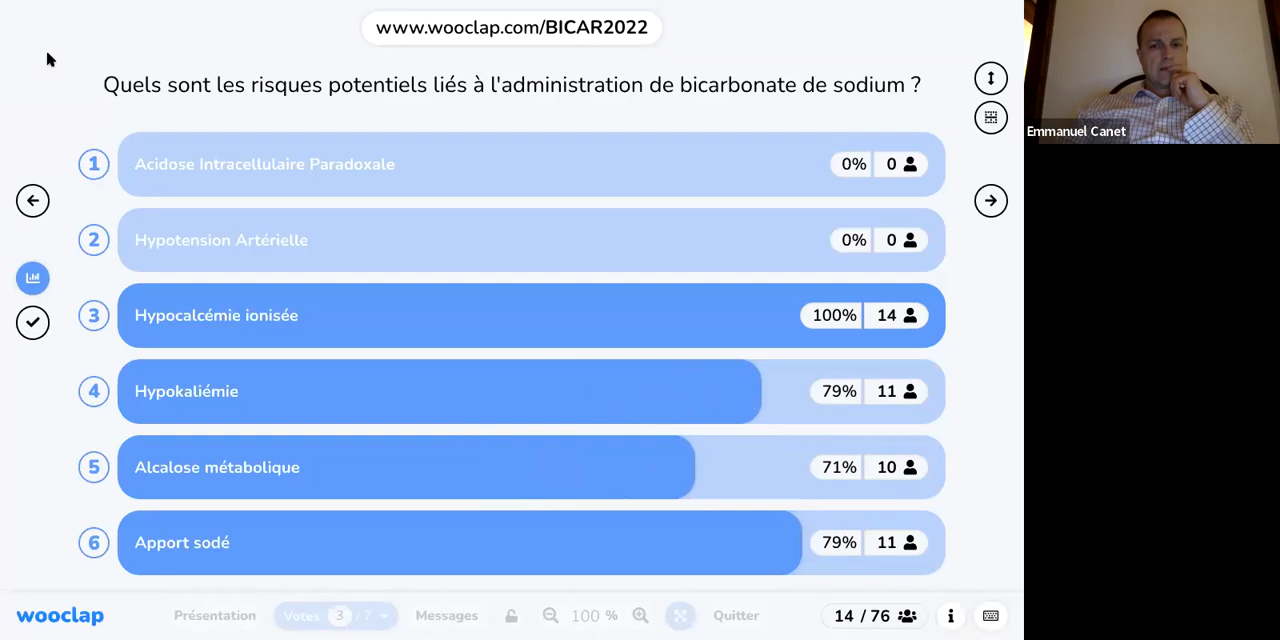 www.wooclap.com/BICAR2022
Quels sont les risques potentiels liés à l'administration de bicarbonate de sodium ?
Emmanuel Canet
1 Acidose Intracellulaire Paradoxale 0% 0
2 Hypotension Artérielle 0% 0
3 Hypocalcémie ionisée 100% 14
4 Hypokaliémie 79% 11
5 Alcalose métabolique 71% 10
6 Apport sodé 79% 11
wooclap Présentation Votes 3 / 7 Messages 100 % Quitter 14 / 76